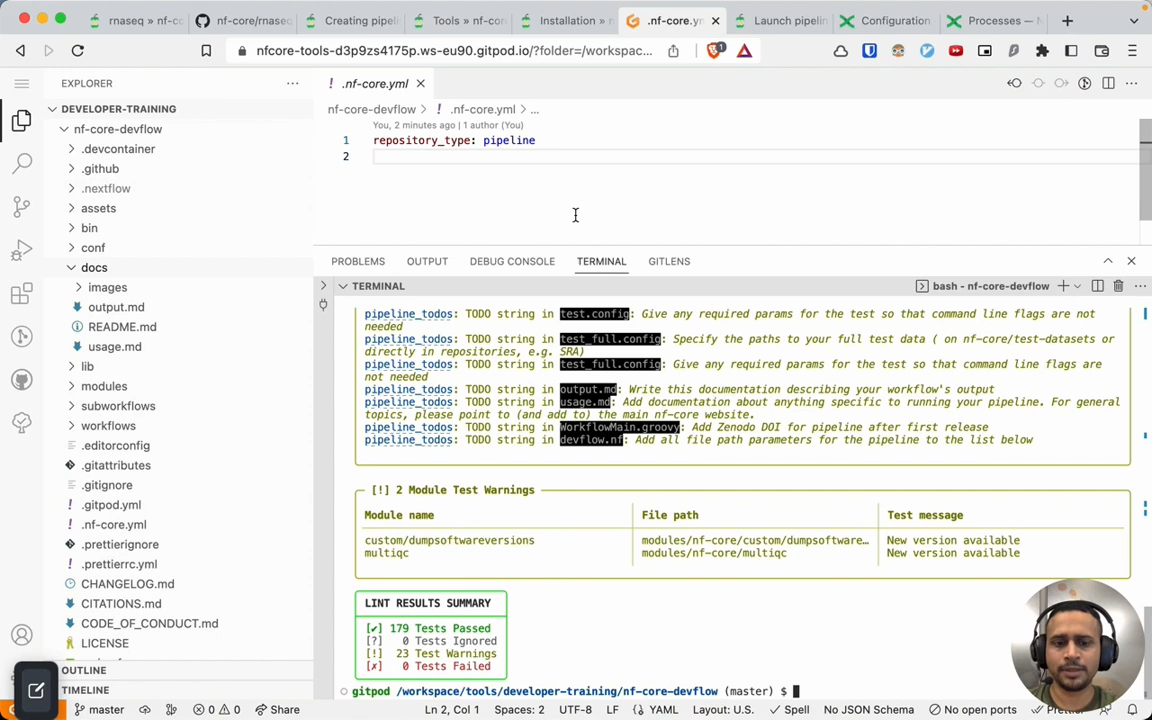 rnaseq » nf-co
nf-core/rnase
Creating pipel
Tools » nf-co
Installation »
.nf-core.ym
Launch pipelin
Configuration
Processes —
nfcore-tools-d3p9zs4175p.ws-eu90.gitpod.io/?folder=/workspac...
EXPLORER
.nf-core.yml
DEVELOPER-TRAINING
nf-core-devflow
.devcontainer
.github
.nextflow
assets
bin
conf
docs
images
output.md
README.md
usage.md
lib
modules
subworkflows
workflows
.editorconfig
.gitattributes
.gitignore
.gitpod.yml
.nf-core.yml
.prettierignore
.prettierrc.yml
CHANGELOG.md
CITATIONS.md
CODE_OF_CONDUCT.md
LICENSE
OUTLINE
TIMELINE
nf-core-devflow > ! .nf-core.yml > ...
You, 2 minutes ago | 1 author (You)
1 repository_type: pipeline
2
PROBLEMS OUTPUT DEBUG CONSOLE TERMINAL GITLENS
TERMINAL
bash - nf-core-devflow
pipeline_todos: TODO string in test.config: Give any required params for the test so that command line flags are not
needed
pipeline_todos: TODO string in test_full.config: Specify the paths to your full test data ( on nf-core/test-datasets or
directly in repositories, e.g. SRA)
pipeline_todos: TODO string in test_full.config: Give any required params for the test so that command line flags are
not needed
pipeline_todos: TODO string in output.md: Write this documentation describing your workflow's output
pipeline_todos: TODO string in usage.md: Add documentation about anything specific to running your pipeline. For general
topics, please point to (and add to) the main nf-core website.
pipeline_todos: TODO string in WorkflowMain.groovy: Add Zenodo DOI for pipeline after first release
pipeline_todos: TODO string in devflow.nf: Add all file path parameters for the pipeline to the list below
[!] 2 Module Test Warnings
Module name File path Test message
custom/dumpsoftwareversions modules/nf-core/custom/dumpsoftware… New version available
multiqc modules/nf-core/multiqc New version available
LINT RESULTS SUMMARY
[✔] 179 Tests Passed
[?] 0 Tests Ignored
[!] 23 Test Warnings
[✗] 0 Tests Failed
gitpod /workspace/tools/developer-training/nf-core-devflow (master) $
master
0 0
Share
Ln 2, Col 1
Spaces: 2
UTF-8
LF
YAML
Layout: U.S.
Spell
No JSON Schema
No open ports